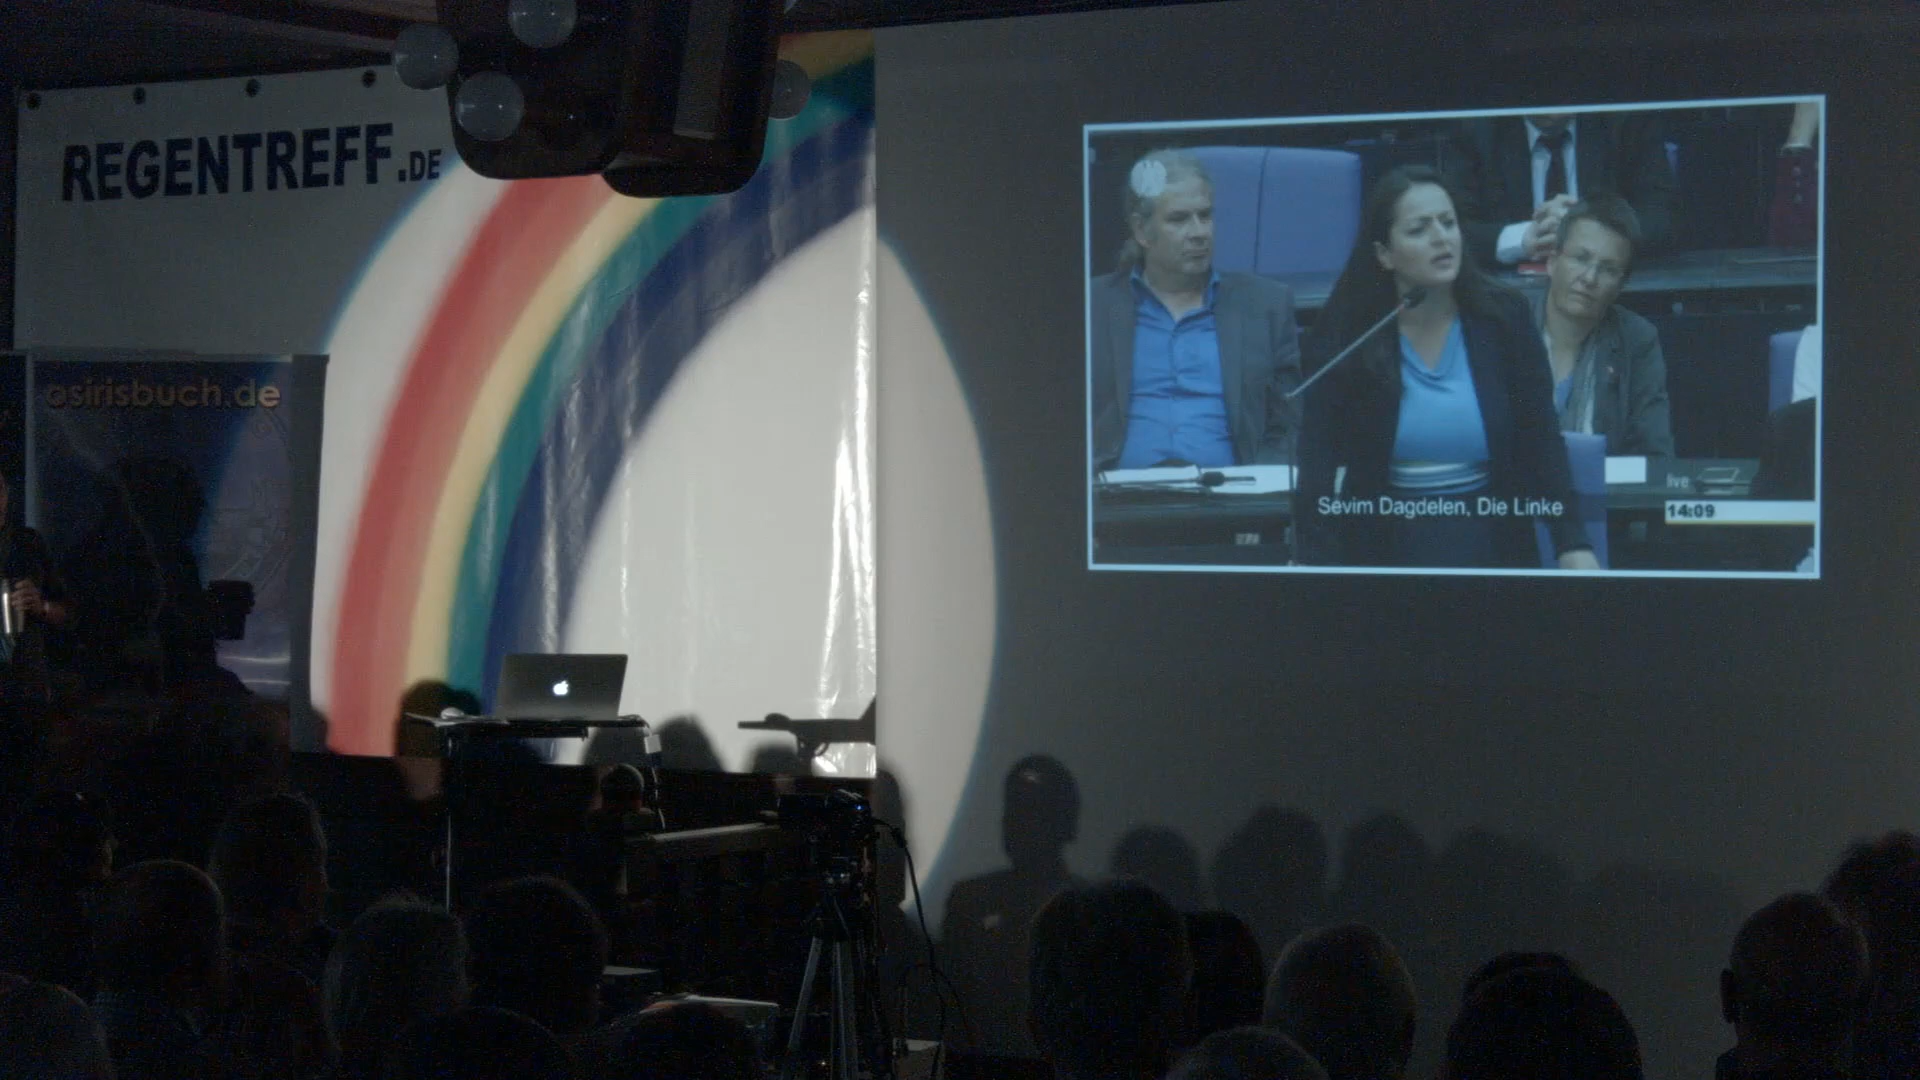 REGENTREFF.DE
osirisbuch.de
Sevim Dagdelen, Die Linke
live
14:09